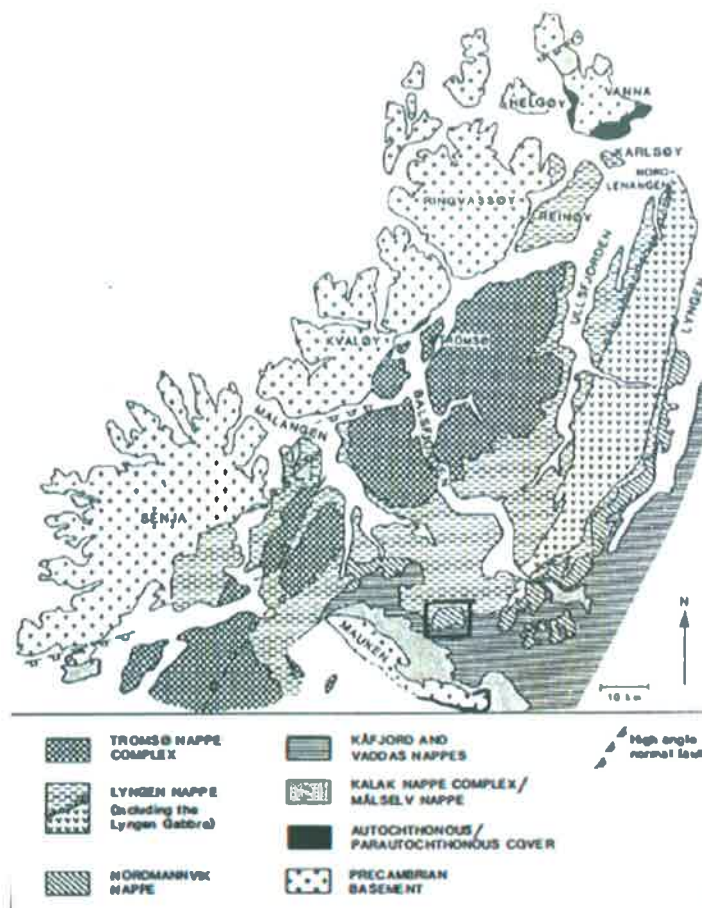 VANNA
HELGØY
KARLSØY
NORD-
LENANGEN
RINGVASSØY
REINØY
ULLSFJORDEN
LYNGEN
KVALØY
TROMSØ
BALSFJ
MALANGEN
SENJA
MAUKEN
N
10 km
TROMSØ NAPPE
COMPLEX
LYNGEN NAPPE
(including the
Lyngen Gabbro)
NORDMANNVIK
NAPPE
KÅFJORD AND
VADDAS NAPPES
KALAK NAPPE COMPLEX/
MÅLSELV NAPPE
AUTOCHTHONOUS/
PARAUTOCHTHONOUS COVER
PRECAMBRIAN
BASEMENT
High angle
normal fault